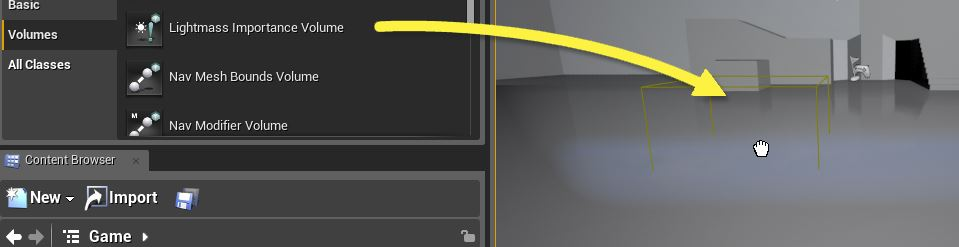 Basic
Volumes
All Classes
Lightmass Importance Volume
Nav Mesh Bounds Volume
M
Nav Modifier Volume
Content Browser
New
Import
Game